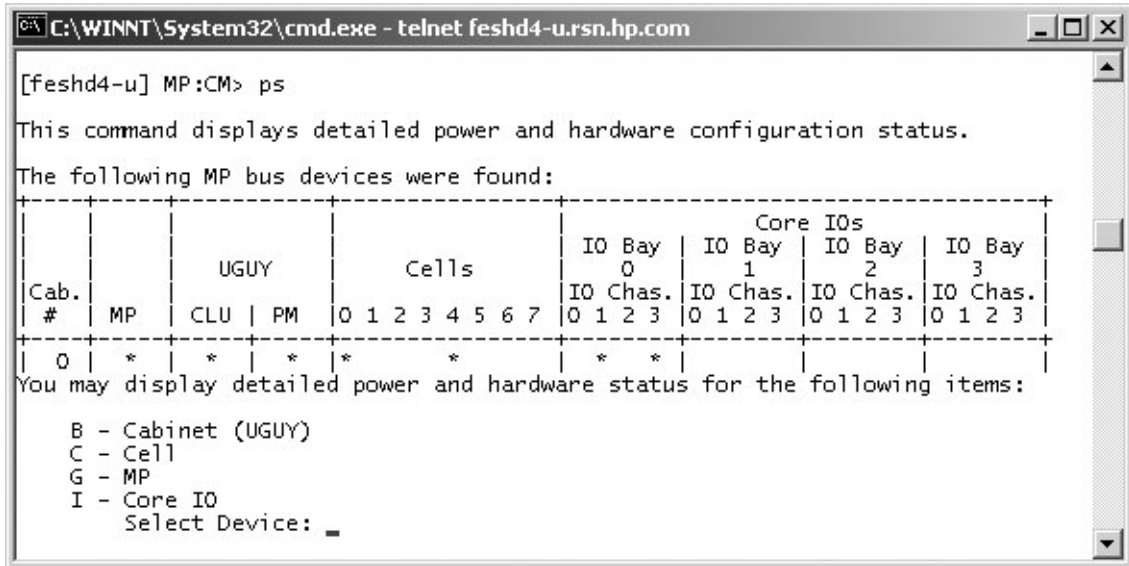 C:\WINNT\System32\cmd.exe - telnet feshd4-u.rsn.hp.com
[feshd4-u] MP:CM> ps
This command displays detailed power and hardware configuration status.
The following MP bus devices were found:
+----+-----+-----------+----------------+-----------------------------------+
|    |     |           |                |             Core IOs              |
|    |     |           |                | IO Bay | IO Bay | IO Bay | IO Bay |
|    |     |   UGUY    |     Cells      |   0    |   1    |   2    |   3    |
|Cab.|     |           |                |IO Chas.|IO Chas.|IO Chas.|IO Chas.|
| #  | MP  | CLU | PM  |0 1 2 3 4 5 6 7 |0 1 2 3 |0 1 2 3 |0 1 2 3 |0 1 2 3 |
+----+-----+-----+-----+----------------+--------+--------+--------+--------+
| 0  |  *  |  *  |  *  |*       *       |  *   * |        |        |        |
You may display detailed power and hardware status for the following items:
B - Cabinet (UGUY)
C - Cell
G - MP
I - Core IO
Select Device: _